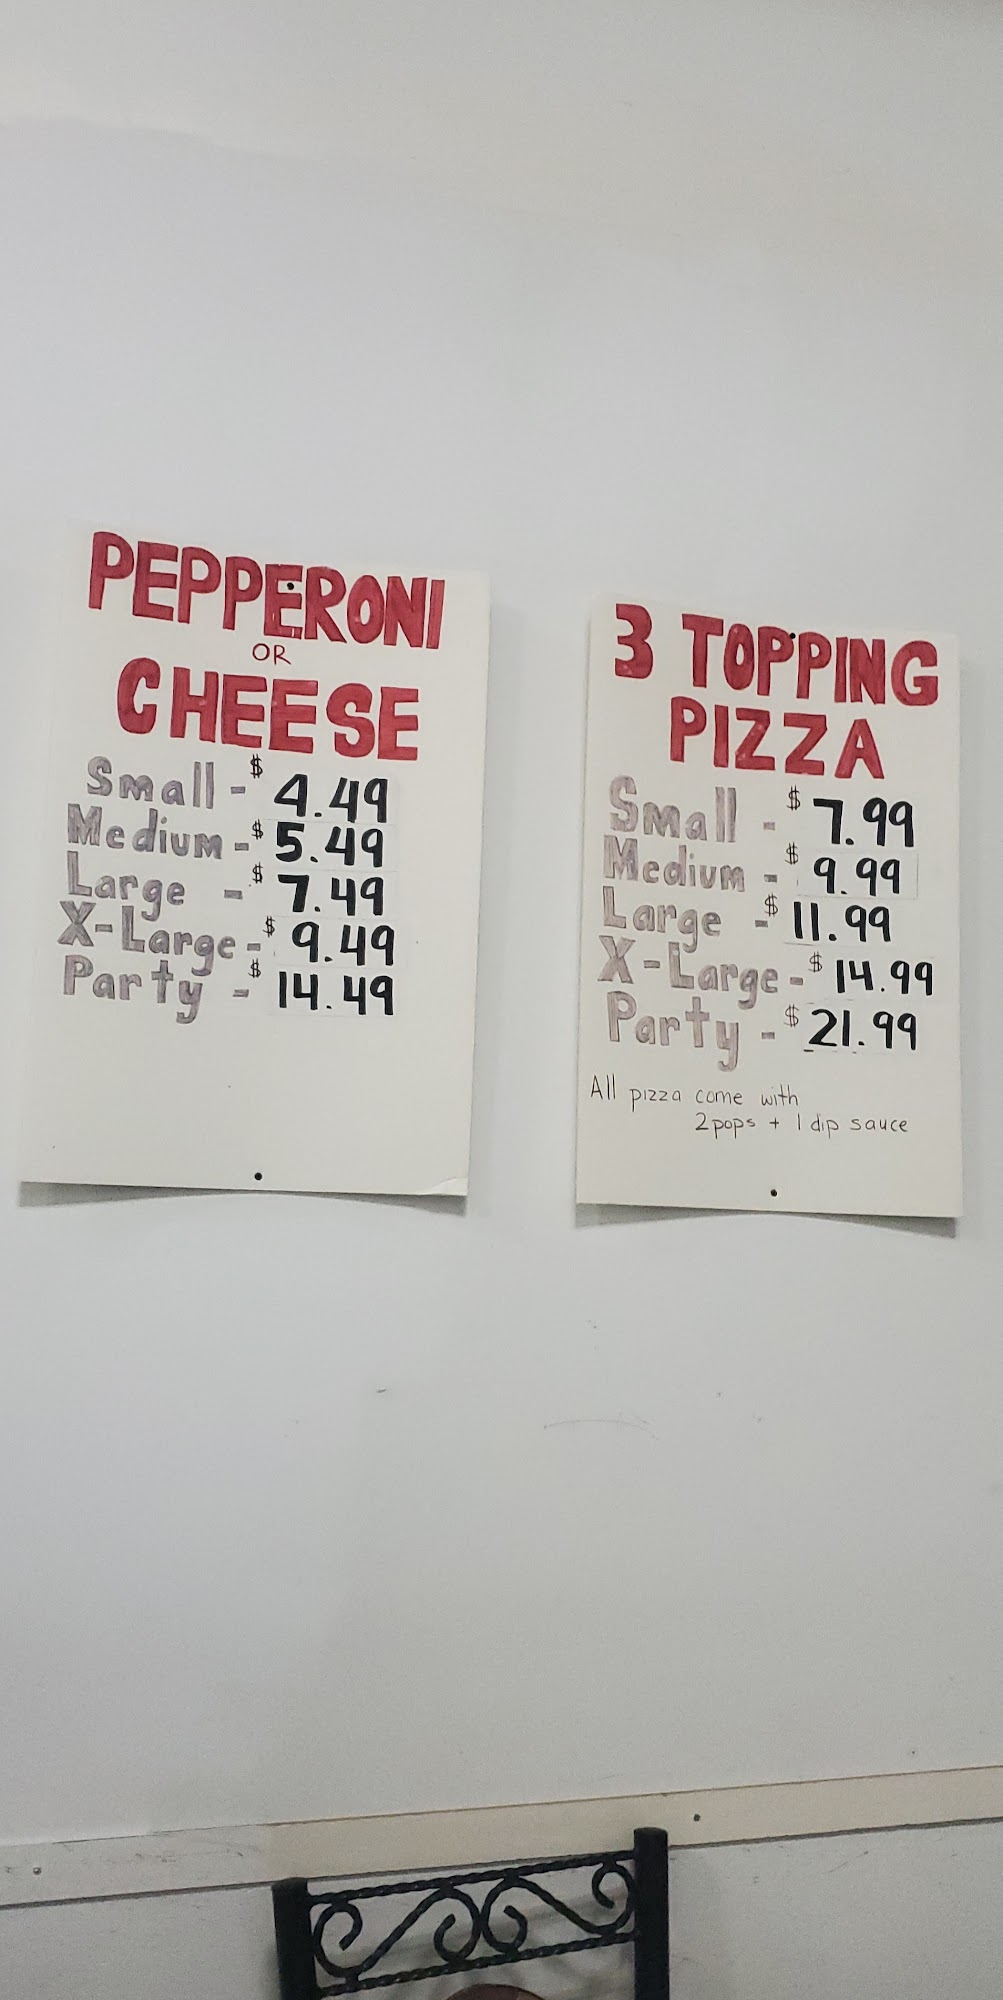 PEPPERONI
OR
CHEESE
Small - $ 4.49
Medium - $ 5.49
Large - $ 7.49
X-Large - $ 9.49
Party - $ 14.49
3 TOPPING
PIZZA
Small - $ 7.99
Medium - $ 9.99
Large - $ 11.99
X-Large - $ 14.99
Party - $ 21.99
All pizza come with
2 pops + 1 dip sauce